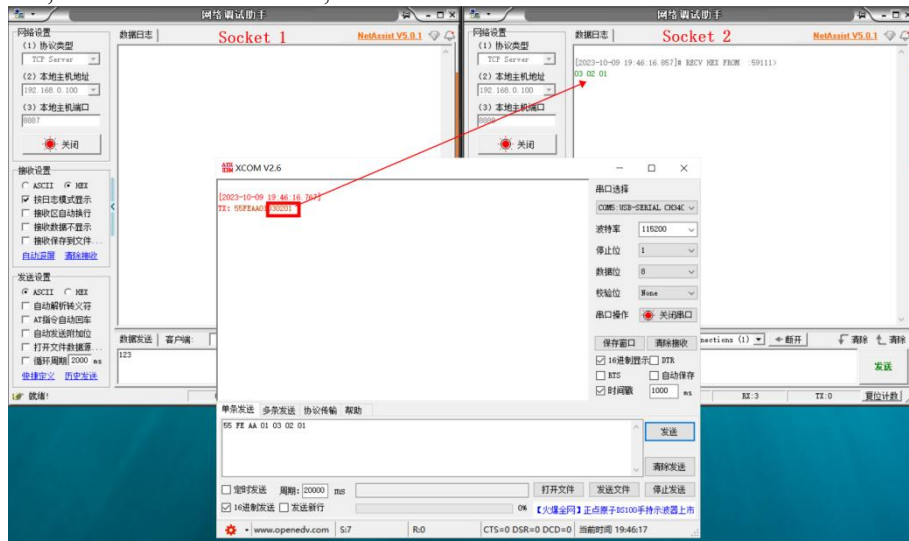 网络调试助手
网络设置
(1) 协议类型
TCP Server
(2) 本地主机地址
192.168.0.100
(3) 本地主机端口
8887
关闭
接收设置
ASCII HEX
按日志模式显示
接收区自动换行
接收数据不显示
接收保存到文件...
自动滚屏 清除接收
发送设置
ASCII HEX
自动解析转义符
AT指令自动回车
自动发送附加位
打开文件数据源...
循环周期 2000 ms
快捷定义 历史发送
就绪!
数据日志
Socket 1
NetAssist V5.0.1
数据发送 客户端:
123
网络调试助手
网络设置
(1) 协议类型
TCP Server
(2) 本地主机地址
192.168.0.100
(3) 本地主机端口
关闭
数据日志
Socket 2
NetAssist V5.0.1
[2023-10-09 19:46:16.857]# RECV HEX FROM :59111>
03 02 01
nections (1) 断开 清除 清除
发送
RX:3 TX:0 复位计数
XCOM V2.6
[2023-10-09 19:46:16.767]
TX: 55FEAA01030201
串口选择
COM5: USB-SERIAL CH34C
波特率 115200
停止位 1
数据位 8
校验位 None
串口操作 关闭串口
保存窗口 清除接收
16进制显示 DTR
RTS 自动保存
时间戳 1000 ms
单条发送 多条发送 协议传输 帮助
55 FE AA 01 03 02 01
发送
清除发送
定时发送 周期: 20000 ms 打开文件 发送文件 停止发送
16进制发送 发送新行 0% 【火爆全网】正点原子DS100手持示波器上市
www.openedv.com S:7 R:0 CTS=0 DSR=0 DCD=0 当前时间 19:46:17